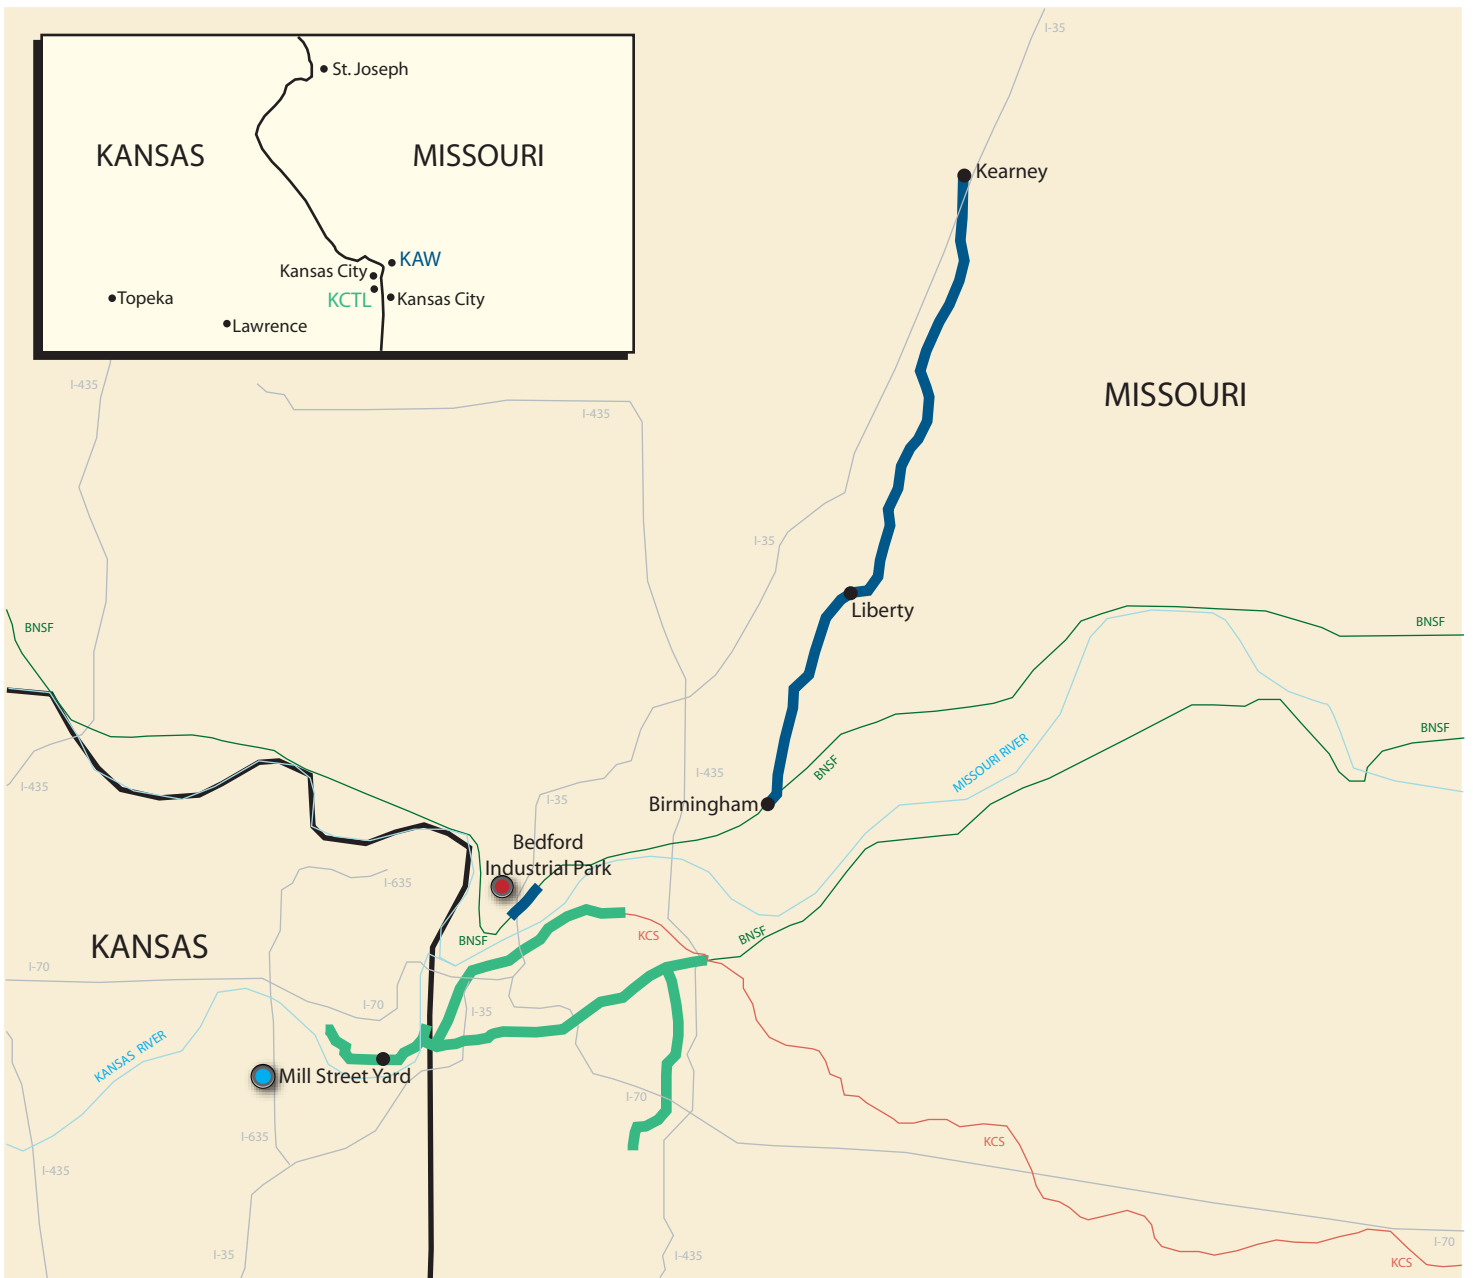 I-35
St. Joseph
KANSAS
MISSOURI
Kearney
KAW
Kansas City
KCTL
Kansas City
Topeka
Lawrence
I-435
I-435
MISSOURI
I-35
Liberty
BNSF
BNSF
BNSF
MISSOURI RIVER
BNSF
I-435
I-435
I-35
Birmingham
Bedford
Industrial Park
I-635
KANSAS
BNSF
KCS
BNSF
I-70
I-70
I-35
KANSAS RIVER
Mill Street Yard
I-70
I-635
KCS
I-435
I-35
I-435
I-70
KCS